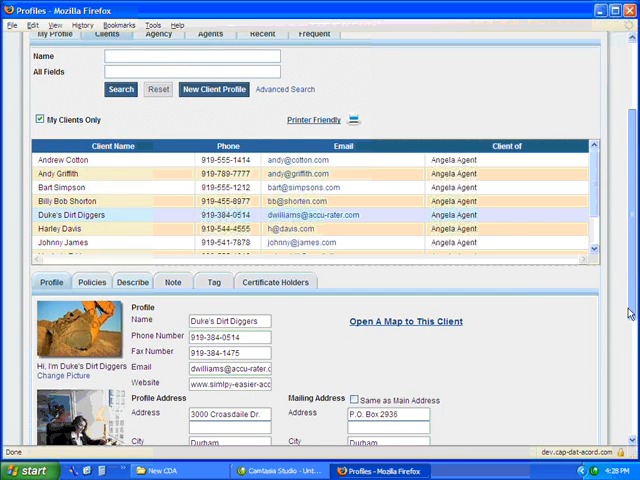 Profiles - Mozilla Firefox
File Edit View History Bookmarks Tools Help
My Profile Clients Agency Agents Recent Frequent
Name
All Fields
Search Reset New Client Profile Advanced Search
My Clients Only Printer Friendly
Client Name Phone Email Client of
Andrew Cotton 919-555-1414 andy@cotton.com Angela Agent
Andy Griffith 919-789-7777 andy@griffith.com Angela Agent
Bart Simpson 919-555-1212 bart@simpsons.com Angela Agent
Billy Bob Shorton 919-455-8977 bb@shorten.com Angela Agent
Duke's Dirt Diggers 919-384-0514 dwilliams@accu-rater.com Angela Agent
Harley Davis 919-544-4555 h@davis.com Angela Agent
Johnny James 919-541-7878 johnny@james.com Angela Agent
Profile Policies Describe Note Tag Certificate Holders
Profile
Name Duke's Dirt Diggers Open A Map to This Client
Phone Number 919-384-0514
Fax Number 919-384-1475
Hi, I'm Duke's Dirt Diggers Email dwilliams@accu-rater.c
Change Picture Website www.simlpy-easier-acc
Profile Address Mailing Address Same as Main Address
Address 3000 Croasdaile Dr. Address P.O. Box 2936
City Durham City Durham
Done dev.cap-dat-acord.com
start New CDA Camtasia Studio - Unt... Profiles - Mozilla Firefox 4:28 PM